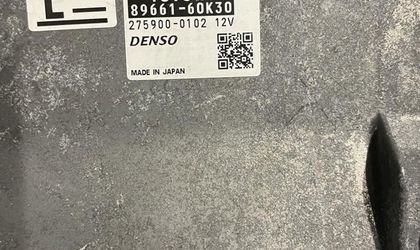 89661-60K30
275900-0102 12V
DENSO
MADE IN JAPAN